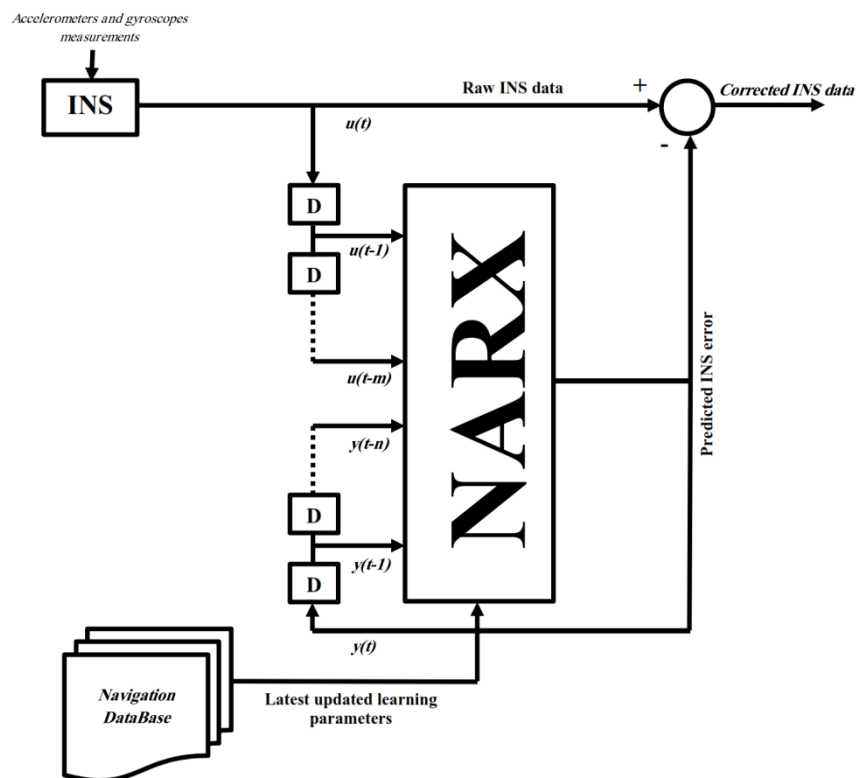 Accelerometers and gyroscopes
measurements
INS
Raw INS data
+
Corrected INS data
u(t)
-
D
u(t-1)
D
u(t-m)
NARX
Predicted INS error
y(t-n)
D
y(t-1)
D
y(t)
Navigation
DataBase
Latest updated learning
parameters